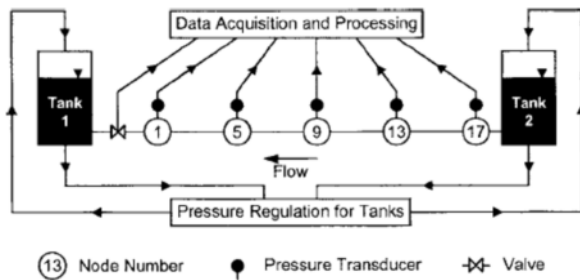 Data Acquisition and Processing
Tank
1
Tank
2
1
5
9
13
17
Flow
Pressure Regulation for Tanks
13 Node Number
Pressure Transducer
Valve